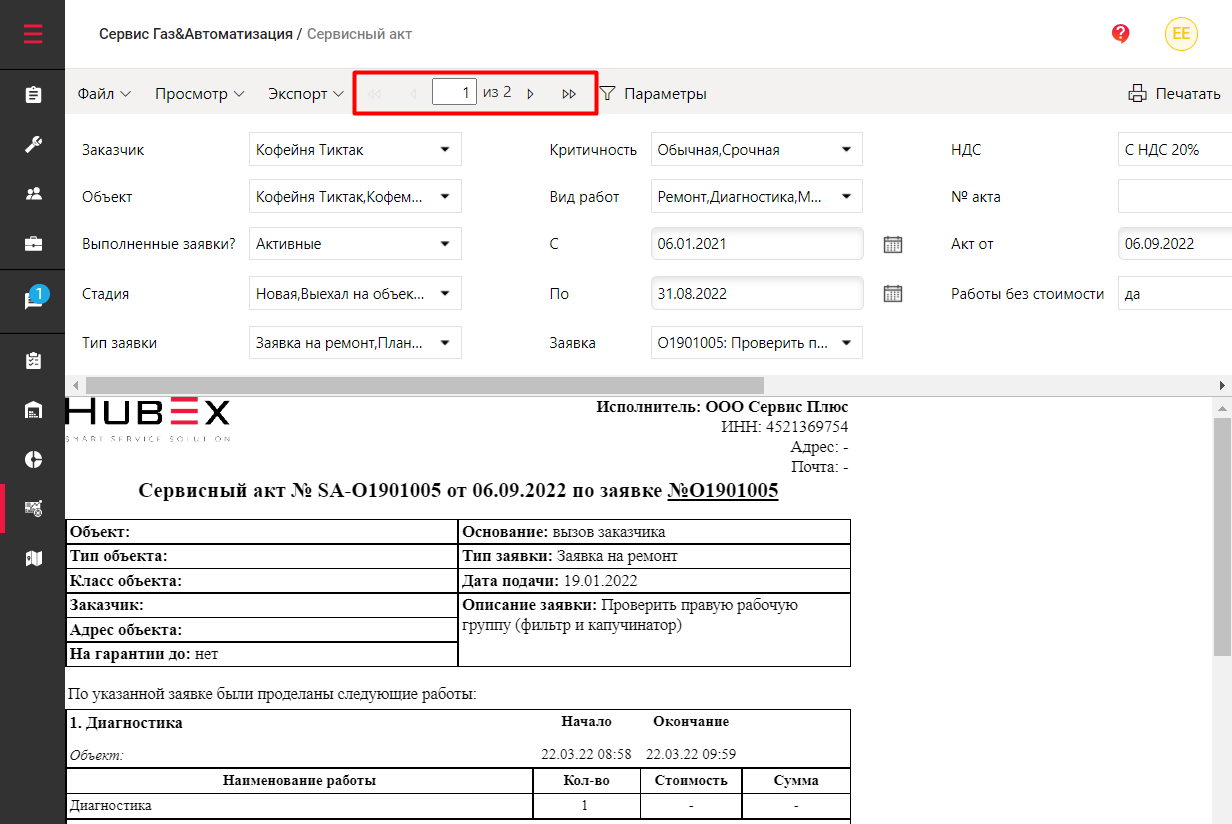 Сервис Газ&Автоматизация / Сервисный акт
EE
Файл Просмотр Экспорт 1 из 2 Параметры Печатать
Заказчик Кофейня Тиктак Критичность Обычная,Срочная НДС С НДС 20%
Объект Кофейня Тиктак,Кофем... Вид работ Ремонт,Диагностика,М... № акта
Выполненные заявки? Активные С 06.01.2021 Акт от 06.09.2022
1
Стадия Новая,Выехал на объек... По 31.08.2022 Работы без стоимости да
Тип заявки Заявка на ремонт,План... Заявка О1901005: Проверить п...
HUBEX
SMART SERVICE SOLUTION
Исполнитель: ООО Сервис Плюс
ИНН: 4521369754
Адрес: -
Почта: -
Сервисный акт № SA-О1901005 от 06.09.2022 по заявке №О1901005
Объект: Основание: вызов заказчика
Тип объекта: Тип заявки: Заявка на ремонт
Класс объекта: Дата подачи: 19.01.2022
Заказчик: Описание заявки: Проверить правую рабочую
Адрес объекта: группу (фильтр и капучинатор)
На гарантии до: нет
По указанной заявке были проделаны следующие работы:
1. Диагностика Начало Окончание
Объект: 22.03.22 08:58 22.03.22 09:59
Наименование работы Кол-во Стоимость Сумма
Диагностика 1 - -